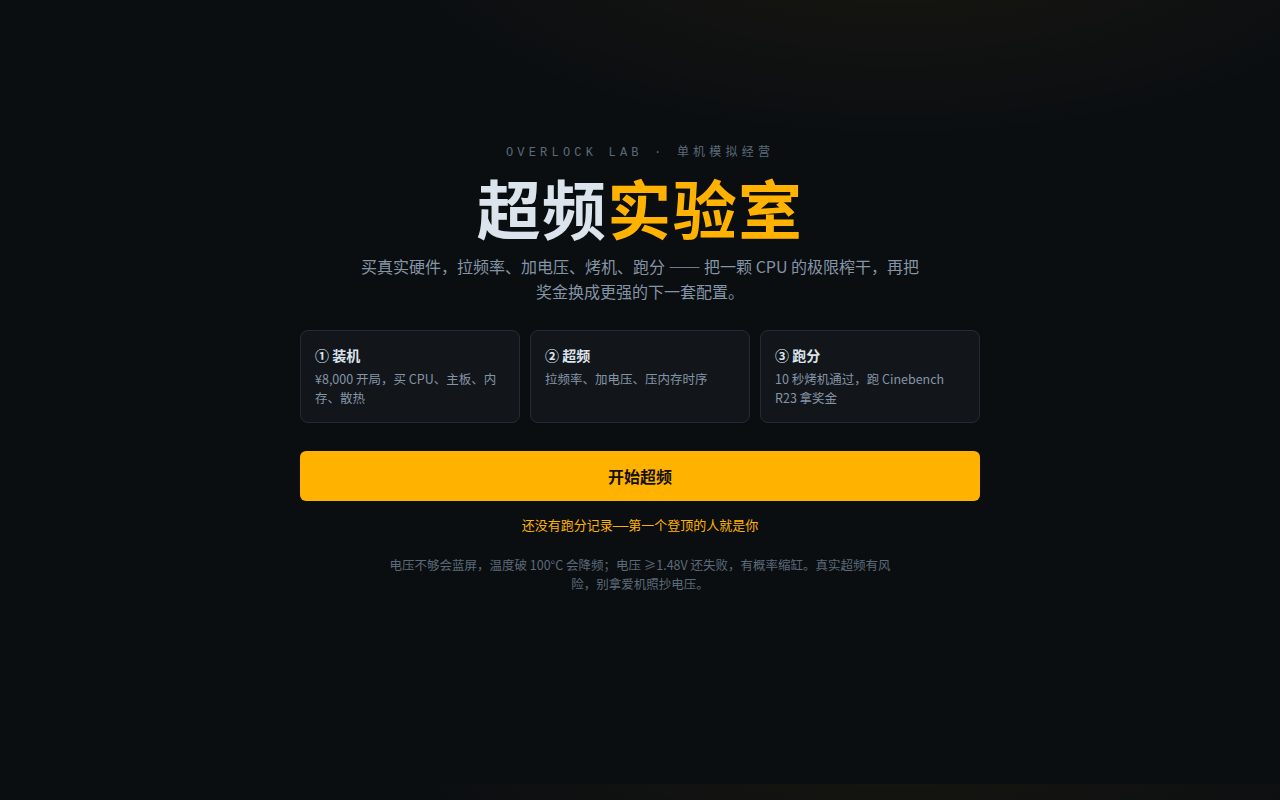 OVERLOCK LAB · 单机模拟经营
超频实验室
买真实硬件，拉频率、加电压、烤机、跑分 —— 把一颗 CPU 的极限榨干，再把
奖金换成更强的下一套配置。
① 装机
¥8,000 开局，买 CPU、主板、内
存、散热
② 超频
拉频率、加电压、压内存时序
③ 跑分
10 秒烤机通过，跑 Cinebench
R23 拿奖金
开始超频
还没有跑分记录—第一个登顶的人就是你
电压不够会蓝屏，温度破 100°C 会降频；电压 ≥1.48V 还失败，有概率缩缸。真实超频有风
险，别拿爱机照抄电压。